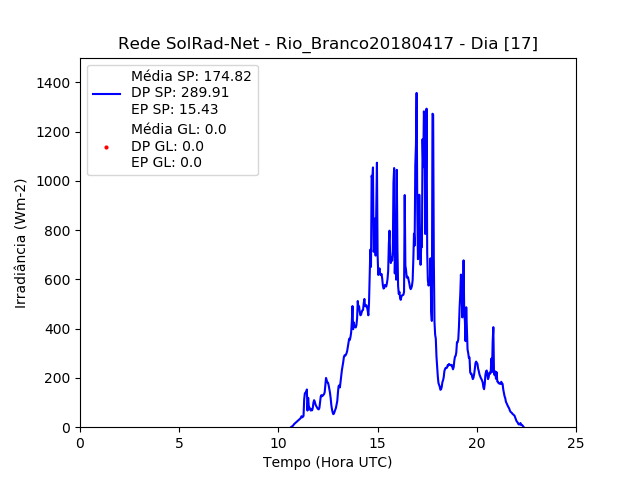 Rede SolRad-Net - Rio_Branco20180417 - Dia [17]
Média SP: 174.82
DP SP: 289.91
EP SP: 15.43
Média GL: 0.0
DP GL: 0.0
EP GL: 0.0
1400
1200
1000
800
600
400
200
0
Irradiância (Wm-2)
0 5 10 15 20 25
Tempo (Hora UTC)